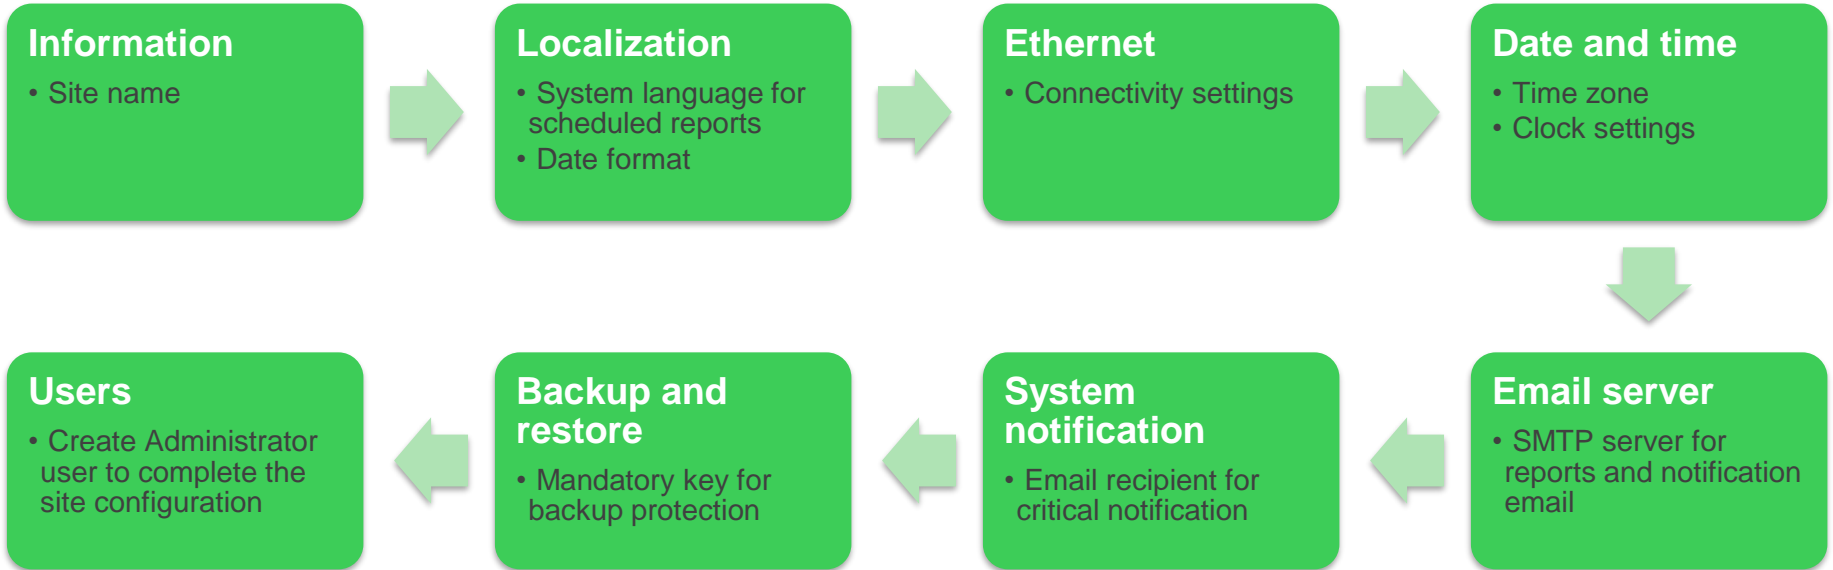 Information
• Site name
Localization
• System language for
scheduled reports
• Date format
Ethernet
• Connectivity settings
Date and time
• Time zone
• Clock settings
Email server
• SMTP server for
reports and notification
email
System
notification
• Email recipient for
critical notification
Backup and
restore
• Mandatory key for
backup protection
Users
• Create Administrator
user to complete the
site configuration